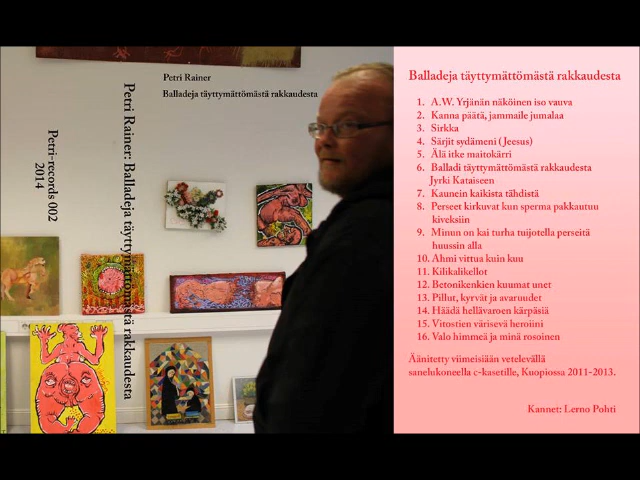 Petri Rainer
Balladeja täyttymättömästä rakkaudesta
Petri Rainer: Balladeja täyttymättömästä rakkaudesta
Petri-records 002
2014
Balladeja täyttymättömästä rakkaudesta
1. A.W. Yrjänän näköinen iso vauva
2. Kanna päätä, jammaile jumalaa
3. Sirkka
4. Särjit sydämeni (Jeesus)
5. Älä itke maitokärri
6. Balladi täyttymättömästä rakkaudesta
Jyrki Kataiseen
7. Kaunein kaikista tähdistä
8. Perseet kirkuvat kun sperma pakkautuu
kiveksiin
9. Minun on kai turha tuijotella perseitä
huussin alla
10. Ahmi vittua kuin kuu
11. Kilikalikellot
12. Betonikenkien kuumat unet
13. Pillut, kyrvät ja avaruudet
14. Häädä hellävaroen kärpäsiä
15. Vitostien värisevä heroiini
16. Valo himmeä ja minä rosoinen
Äänitetty viimeisiään vetelevällä
sanelukoneella c-kasetille, Kuopiossa 2011-2013.
Kannet: Lerno Pohti